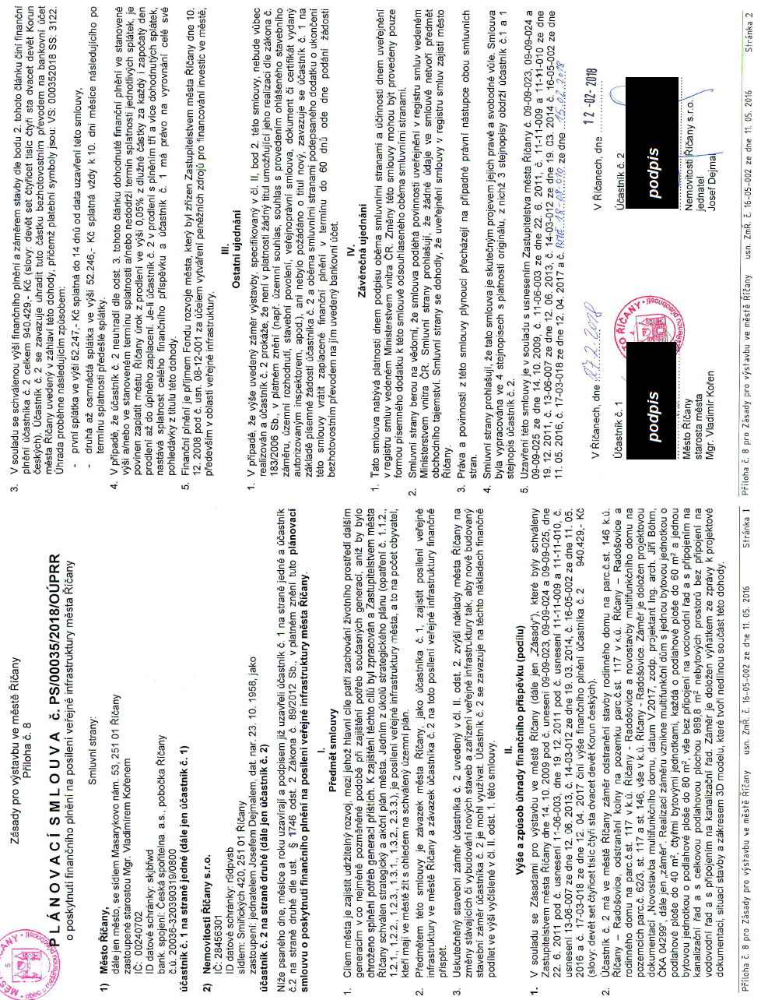 Zásady pro výstavbu ve městě Říčany
Příloha č. 8
PLÁNOVACÍ SMLOUVA č. PS/00035/2018/OÚPRR
o poskytnutí finančního plnění na posílení veřejné infrastruktury města Říčany
Smluvní strany:
1) Město Říčany,
dále jen město, se sídlem Masarykovo nám. 53, 251 01 Říčany
zastoupené starostou Mgr. Vladimírem Kořenem
IČ: 00240702
ID datové schránky: skjbfwd
bank. spojení: Česká spořitelna, a.s., pobočka Říčany
č.ú. 200036-3203903190/0800
účastník č. 1 na straně jedné (dále jen účastník č. 1)
2) Nemovitosti Říčany s.r.o.
IČ: 28456301
ID datové schránky: r9dpvsb
sídlem: Smiřických 420, 251 01 Říčany
zastoupení: jednatelem Josefem Dejmalem, dat. nar. 23. 10. 1958, jako
účastník č. 2 na straně druhé (dále jen účastník č. 2)
Níže psaného dne, měsíce a roku uzavírají a podpisem již uzavřeli účastník č. 1 na straně jedné a účastník
č.2 na straně druhé dle ust. § 1746 odst. 2 Zákona č. 89/2012 Sb., v platném znění tuto plánovací
smlouvu o poskytnutí finančního plnění na posílení veřejné infrastruktury města Říčany.
I.
Předmět smlouvy
1. Cílem města je zajistit udržitelný rozvoj, mezi jehož hlavní cíle patří zachování životního prostředí dalším
generacím v co nejméně pozměněné podobě při zajištění potřeb současných generací, aniž by bylo
ohroženo splnění potřeb generací příštích. K zajištění těchto cílů byl zpracován a Zastupitelstvem města
Říčany schválen strategický a akční plán města. Jedním z úkolů strategického plánu (opatření č. 1.1.2.,
1.2.1., 1.2.2., 1.2.3., 1.3.1., 1.3.2., 2.3.3.), je posílení veřejné infrastruktury města, a to na počet obyvatel,
kteří mají ve městě žít s ohledem na schválený územní plán.
2. Předmětem této smlouvy je závazek města Říčany, jako účastníka č. 1, zajistit posílení veřejné
infrastruktury ve městě Říčany a závazek účastníka č. 2 na toto posílení veřejné infrastruktury finančně
přispět.
3. Uskutečněný stavební záměr účastníka č. 2 uvedený v čl. II. odst. 2. zvýší náklady města Říčany na
změny stávajících či vybudování nových staveb a zařízení veřejné infrastruktury tak, aby nově budovaný
stavební záměr účastníka č. 2 je mohl využívat. Účastník č. 2 se zavazuje na těchto nákladech finančně
podílet ve výši vyčíslené v čl. II. odst. 1. této smlouvy.
II.
Výše a způsob úhrady finančního příspěvku (podílu)
1. V souladu se Zásadami pro výstavbu ve městě Říčany (dále jen „Zásady“), které byly schváleny
Zastupitelstvem města Říčany dne 14. 10. 2009 pod č. unesení 09-09-023, 09-09-024 a 09-09-025, dne
22. 6. 2011 pod č. usnesení 11-06-003, dne 19. 12. 2011 pod č. usnesení 11-11-009 a 11-11-010, č.
usnesení 13-06-007 ze dne 12. 06. 2013, č. 14-03-012 ze dne 19. 03. 2014, č. 16-05-002 ze dne 11. 05.
2016 a č. 17-03-018 ze dne 12. 04. 2017 činí výše finančního plnění účastníka č. 2 940.429,- Kč
(slovy: devět set čtyřicet tisíc čtyři sta dvacet devět Korun českých).
2. Účastník č. 2 má v úmyslu realizovat záměr odstranění stavby rodinného domu na parc.č.st. 146 k.ú.
Říčany – Radošovice, odstranění kolny na pozemku parc.č.st. 117 v k.ú. Říčany – Radošovice a
rodinného domu na parc.č.st. 117 v k.ú. Říčany - Radošovice a novostavby multifunkčního domu na
pozemcích parc.č. 62/3, st. 117 a st. 146, vše v k.ú. Říčany - Radošovice. Záměr je doložen projektovou
dokumentací „Novostavba multifunkčního domu, datum V.2017, zodp. projektant Ing. arch. Jiří Böhm,
ČKA 04299“, dále jen „záměr“. Realizací záměru vznikne multifunkční dům s jednou bytovou jednotkou o
podlahové ploše do 40 m², čtyřmi bytovými jednotkami, každá o podlahové ploše do 60 m² a jednou
bytovou jednotkou o podlahové ploše do 80 m², vše bez připojení na vodovodní řad a s připojením na
kanalizační řad a s celkovou podlahovou plochou 989,8 m² nebytových prostorů bez připojení na
vodovodní řad a s připojením na kanalizační řad. Záměr je doložen výňatkem ze zprávy k projektové
dokumentaci, situací stavby a zákresem 3D modelu, které tvoří nedílnou součást této dohody.
Příloha č. 8 pro Zásady pro výstavbu ve městě Říčany usn. ZmŘ. č. 16-05-002 ze dne 11. 05. 2016 Stránka 1
3. V souladu se schválenou výší finančního plnění a záměrem stavby dle bodu 2. tohoto článku činí finanční
plnění účastníka č. 2 celkem 940.429,- Kč (slovy: devět set čtyřicet tisíc čtyři sta dvacet devět Korun
českých). Účastník č. 2 se zavazuje uhradit tuto částku bezhotovostním převodem na bankovní účet
města Říčany uvedený v záhlaví této dohody, přičemž platební symboly jsou: VS: 000352018 SS: 3122.
Úhrada proběhne následujícím způsobem:
- první splátka ve výši 52.247,- Kč splatná do 14 dnů od data uzavření této smlouvy,
- druhá až osmnáctá splátka ve výši 52.246,- Kč splatná vždy k 10. dni měsíce následujícího po
termínu splatnosti předešlé splátky.
4. V případě, že účastník č. 2 neuhradí dle odst. 3. tohoto článku dohodnuté finanční plnění ve stanovené
výši a/nebo ve stanoveném termínu splatnosti a/nebo nedodrží termín splatnosti jednotlivých splátek, je
povinen zaplatit městu Říčany úrok z prodlení ve výši 0,05% z dlužné částky za každý i započatý den
prodlení až do úplného zaplacení. Je-li účastník č. 2 v prodlení s plněním tří a více dohodnutých splátek,
nastává splatnost celého finančního příspěvku a účastník č. 1 má právo na vyrovnání celé své
pohledávky z titulu této dohody.
5. Finanční plnění je příjmem Fondu rozvoje města, který byl zřízen Zastupitelstvem města Říčany dne 10.
12. 2008 pod č. usn. 08-12-001 za účelem vytváření peněžních zdrojů pro financování investic ve městě,
především v oblasti veřejné infrastruktury.
III.
Ostatní ujednání
1. V případě, že výše uvedený záměr výstavby, specifikovaný v čl. II, bod 2. této smlouvy, nebude vůbec
realizován a účastník č. 2 prokáže, že není v platnosti žádný titul umožňující jeho realizaci dle zákona č.
183/2006 Sb., v platném znění (např. územní souhlas, souhlas s provedením ohlášeného stavebního
záměru, územní rozhodnutí, stavební povolení, veřejnoprávní smlouva, dokument či certifikát vydaný
autorizovaným inspektorem, apod.), ani nebylo požádáno o titul nový, zavazuje se účastník č. 1 na
základě písemné žádosti účastníka č. 2 a oběma smluvními stranami podepsaného dodatku o ukončení
této smlouvy vrátit zaplacené finanční plnění v termínu do 60 dnů ode dne podání žádosti
bezhotovostním převodem na jím uvedený bankovní účet.
IV.
Závěrečná ujednání
1. Tato smlouva nabývá platnosti dnem podpisu oběma smluvními stranami a účinnosti dnem uveřejnění
v registru smluv vedeném Ministerstvem vnitra ČR. Změny této smlouvy mohou být provedeny pouze
formou písemného dodatku k této smlouvě odsouhlaseného oběma smluvními stranami.
2. Smluvní strany berou na vědomí, že smlouva podléhá povinnosti uveřejnění v registru smluv vedeném
Ministerstvem vnitra ČR. Smluvní strany prohlašují, že žádné údaje ve smlouvě netvoří předmět
obchodního tajemství. Smluvní strany se dohodly, že uveřejnění smlouvy v registru smluv zajistí město
Říčany.
3. Práva a povinnosti z této smlouvy plynoucí přecházejí na případné právní nástupce obou smluvních
stran.
4. Smluvní strany prohlašují, že tato smlouva je skutečným projevem jejich pravé a svobodné vůle. Smlouva
byla vypracována ve 4 stejnopisech s platností originálu, z nichž 3 stejnopisy obdrží účastník č.1 a 1
stejnopis účastník č. 2.
5. Uzavření této smlouvy je v souladu s usnesením Zastupitelstva města Říčany č. 09-09-023, 09-09-024 a
09-09-025 ze dne 14. 10. 2009, č. 11-06-003 ze dne 22. 6. 2011, č. 11-11-009 a 11-11-010 ze dne
19. 12. 2011, č. 13-06-007 ze dne 12. 06. 2013, č. 14-03-012 ze dne 19. 03. 2014 č. 16-05-002 ze dne
11. 05. 2016, č. 17-03-018 ze dne 12. 04. 2017 a č. 18-08-010 ze dne 15.02.2018
V Říčanech, dne 27.2.2018
V Říčanech, dne 12-02-2018
Účastník č. 1
Účastník č. 2
podpis
podpis
Město Říčany
starosta města
Mgr. Vladimír Kořen
Nemovitosti Říčany s.r.o.
jednatel
Josef Dejmal
Příloha č. 8 pro Zásady pro výstavbu ve městě Říčany usn. ZmŘ. č. 16-05-002 ze dne 11. 05. 2016 Stránka 2